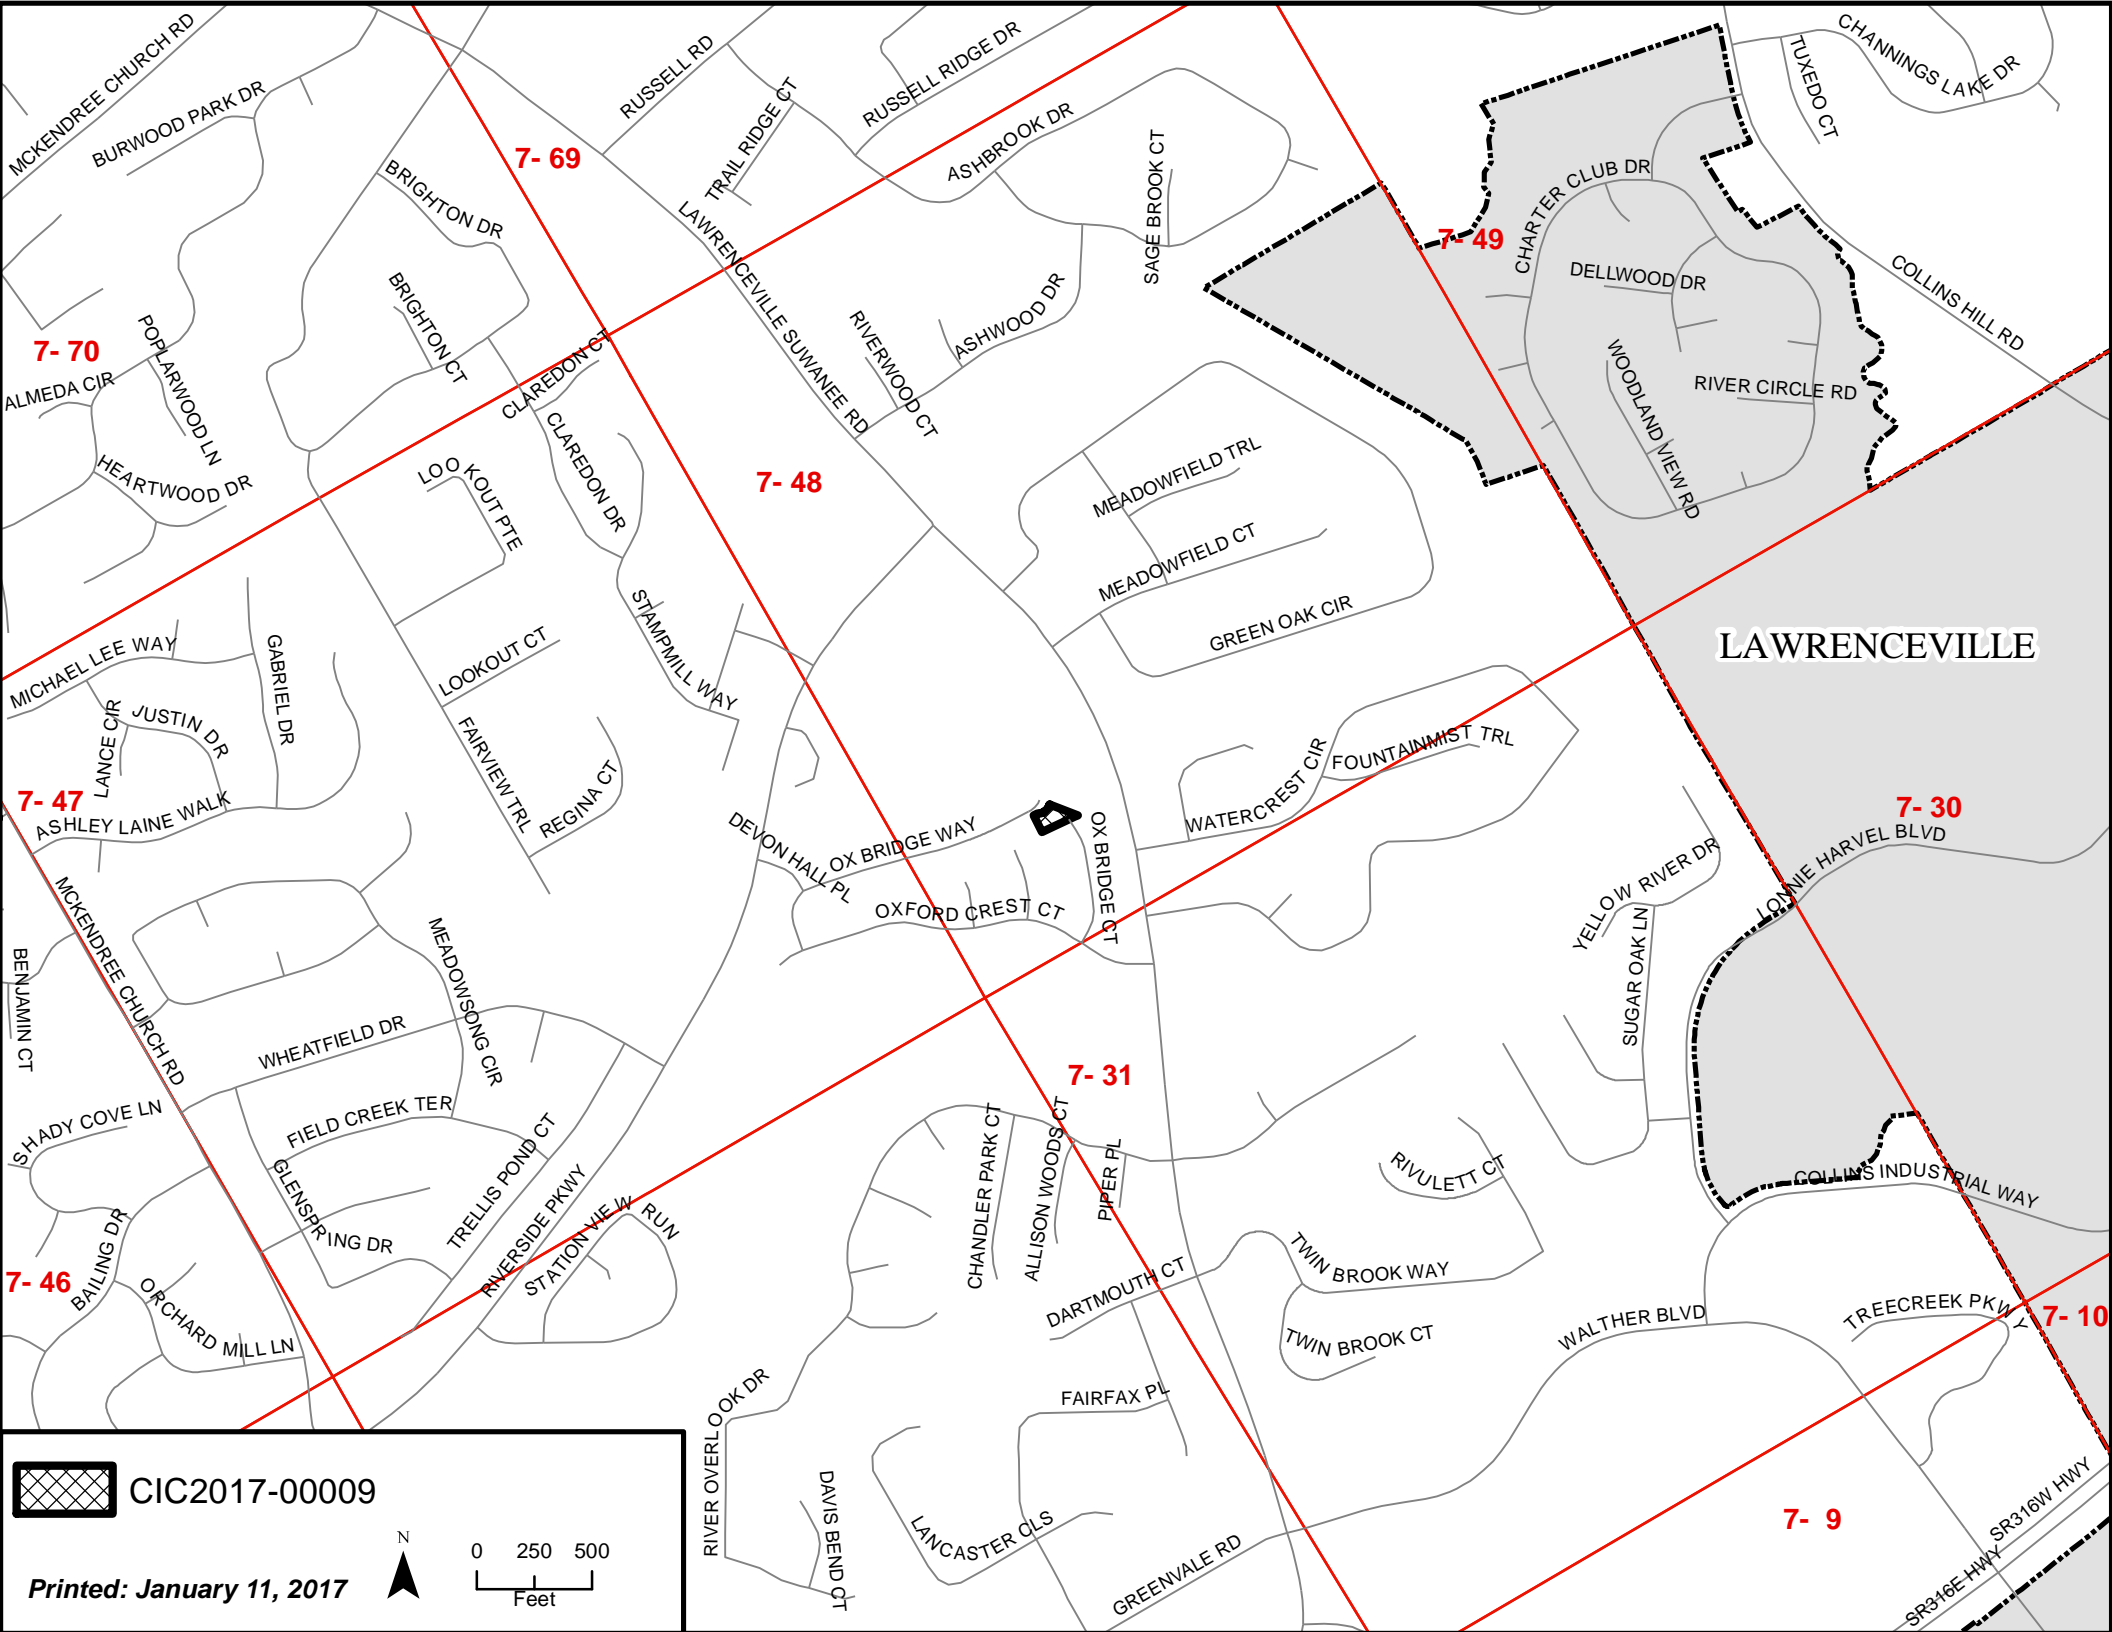 MCKENDREE CHURCH RD
BURWOOD PARK DR
RUSSELL RD
RUSSELL RIDGE DR
TRAIL RIDGE CT
ASHBROOK DR
SAGE BROOK CT
CHANNINGS LAKE DR
TUXEDO CT
7- 69
BRIGHTON DR
LAWRENCEVILLE SUWANEE RD
CHARTER CLUB DR
7- 49
DELLWOOD DR
COLLINS HILL RD
BRIGHTON CT
CLAREDON CT
RIVERWOOD CT
ASHWOOD DR
7- 70
ALMEDA CIR
POPLARWOOD LN
WOODLAND VIEW RD
RIVER CIRCLE RD
HEARTWOOD DR
LOOKOUT PTE
CLAREDON DR
7- 48
MEADOWFIELD TRL
MEADOWFIELD CT
GREEN OAK CIR
LAWRENCEVILLE
MICHAEL LEE WAY
GABRIEL DR
LOOKOUT CT
STAMPMILL WAY
LANCE CIR
JUSTIN DR
FAIRVIEW TRL
REGINA CT
WATERCREST CIR
FOUNTAINMIST TRL
7- 47
ASHLEY LAINE WALK
DEVON HALL PL
OX BRIDGE WAY
OX BRIDGE CT
7- 30
LONNIE HARVEL BLVD
YELLOW RIVER DR
OXFORD CREST CT
SUGAR OAK LN
MCKENDREE CHURCH RD
BENJAMIN CT
MEADOWSONG CIR
WHEATFIELD DR
7- 31
SHADY COVE LN
FIELD CREEK TER
GLENSPRING DR
TRELLIS POND CT
RIVERSIDE PKWY
STATION VIEW RUN
CHANDLER PARK CT
ALLISON WOODS CT
PIPER PL
RIVULETT CT
COLLINS INDUSTRIAL WAY
7- 46
BAILING DR
ORCHARD MILL LN
DARTMOUTH CT
TWIN BROOK WAY
TWIN BROOK CT
WALTHER BLVD
TREECREEK PKWY
7- 10
RIVER OVERLOOK DR
FAIRFAX PL
DAVIS BEND CT
LANCASTER CLS
GREENVALE RD
7- 9
SR316W HWY
SR316E HWY
CIC2017-00009
N
0 250 500
Feet
Printed: January 11, 2017